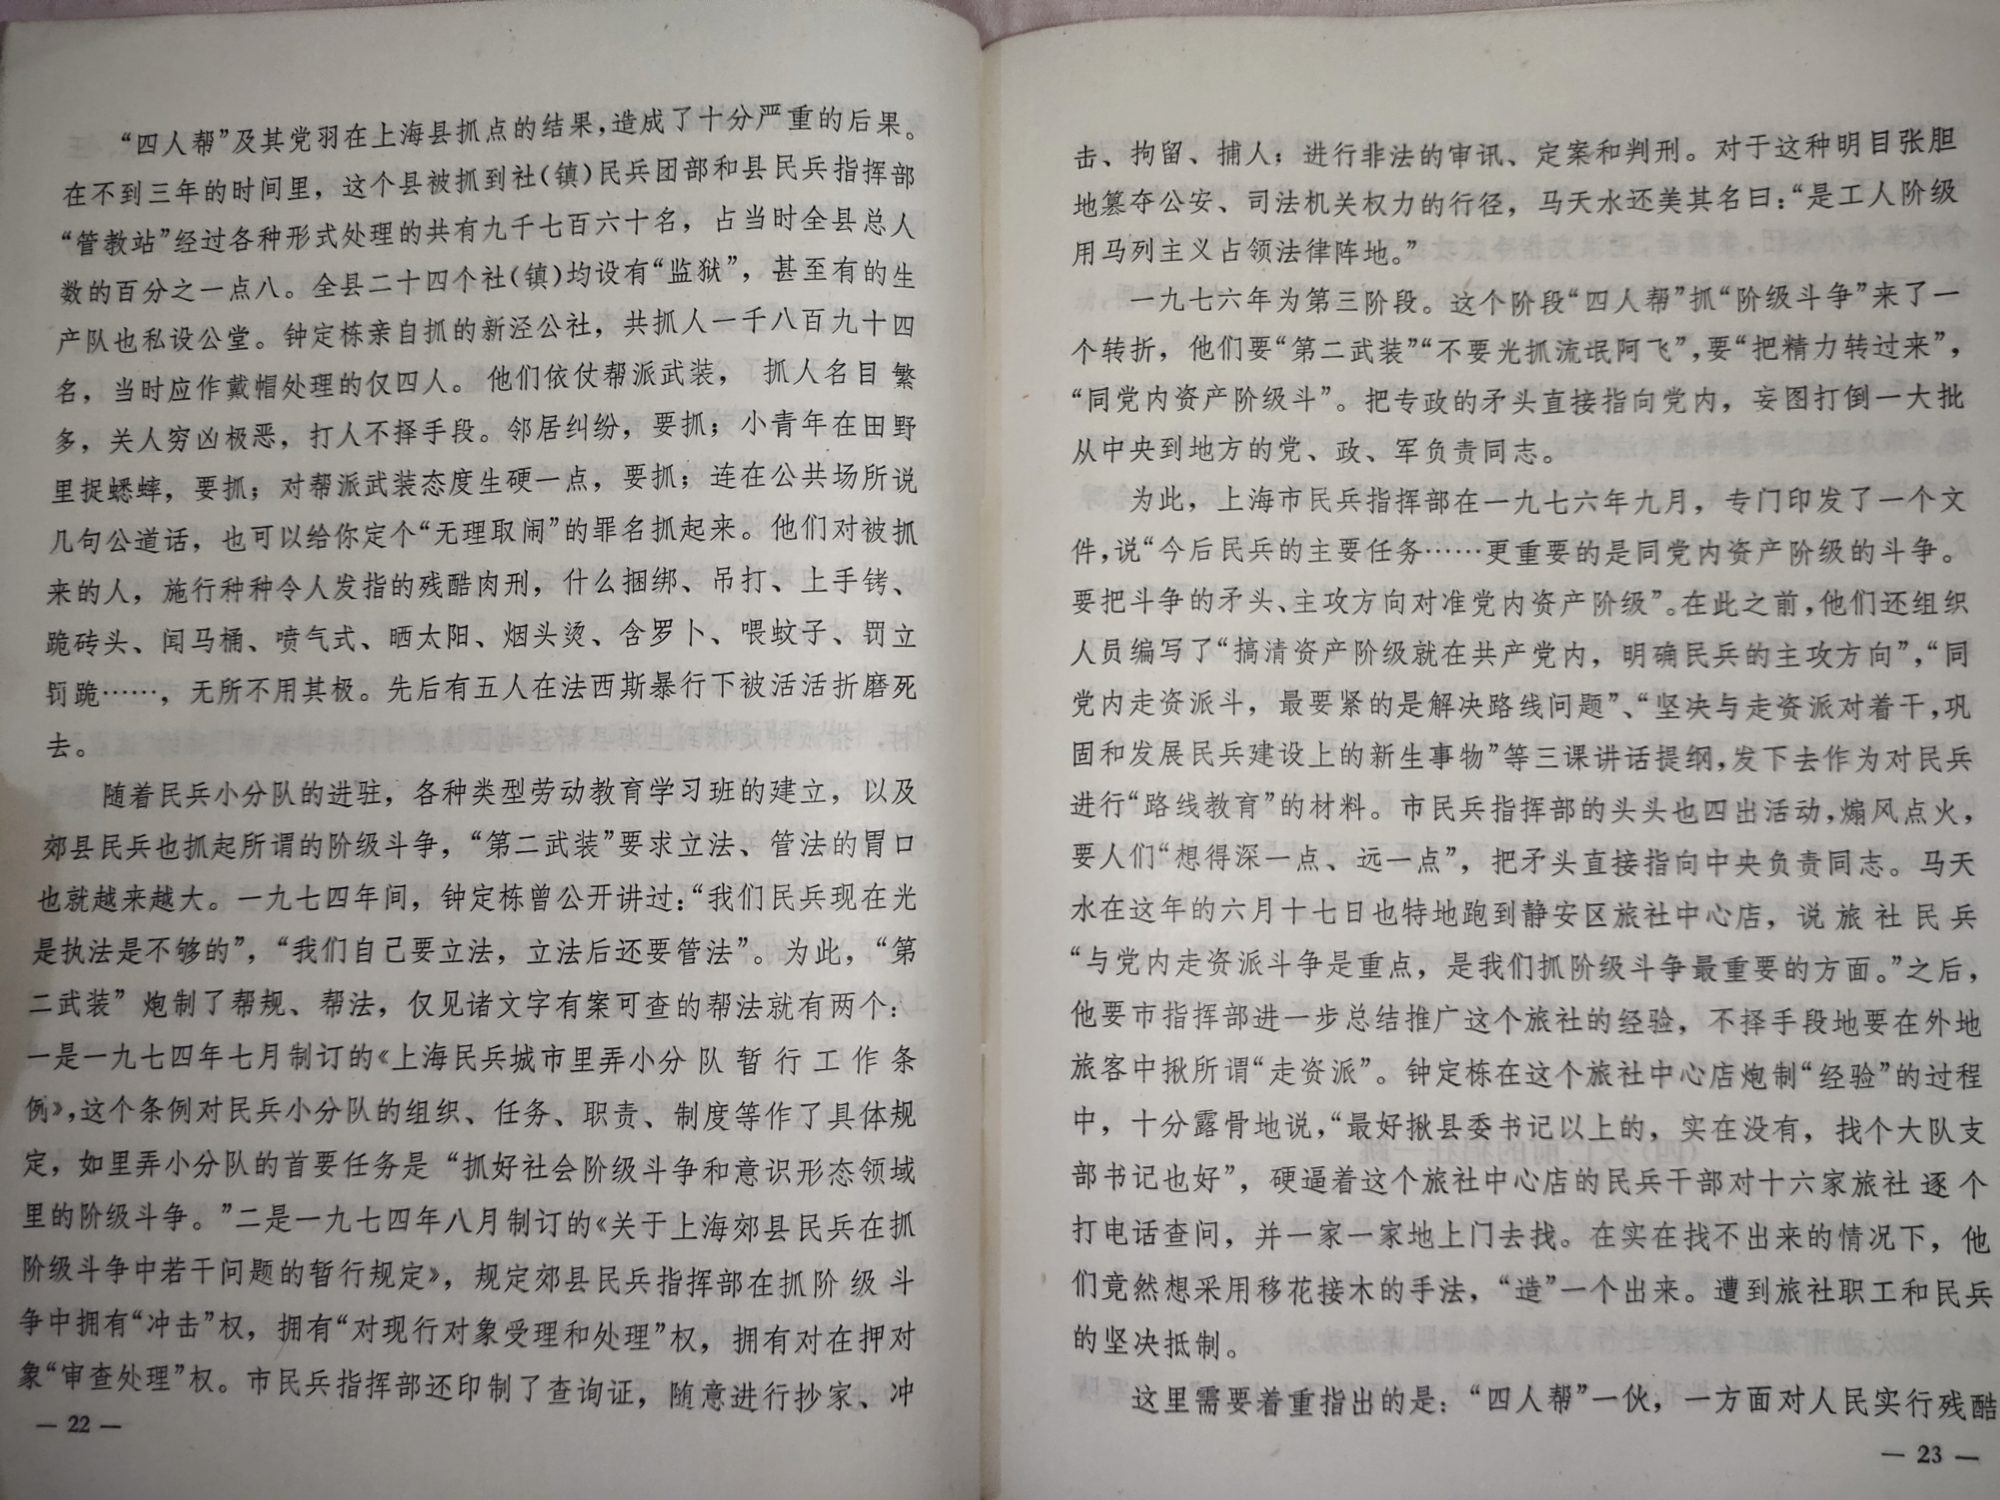 “四人帮”及其党羽在上海县抓点的结果，造成了十分严重的后果。
在不到三年的时间里，这个县被抓到社(镇)民兵团部和县民兵指挥部
“管教站”经过各种形式处理的共有九千七百六十名，占当时全县总人
数的百分之一点八。全县二十四个社(镇)均设有“监狱”，甚至有的生
产队也私设公堂。钟定栋亲自抓的新泾公社，共抓人一千八百九十四
名，当时应作戴帽处理的仅四人。他们依仗帮派武装，抓人名目繁
多，关人穷凶极恶，打人不择手段。邻居纠纷，要抓；小青年在田野
里捉蟋蟀，要抓；对帮派武装态度生硬一点，要抓；连在公共场所说
几句公道话，也可以给你定个“无理取闹”的罪名抓起来。他们对被抓
来的人，施行种种令人发指的残酷肉刑，什么捆绑、吊打、上手铐、
跪砖头、闻马桶、喷气式、晒太阳、烟头烫、含罗卜、喂蚊子、罚立
罚跪……，无所不用其极。先后有五人在法西斯暴行下被活活折磨死
去。
随着民兵小分队的进驻，各种类型劳动教育学习班的建立，以及
郊县民兵也抓起所谓的阶级斗争，“第二武装”要求立法、管法的胃口
也就越来越大。一九七四年间，钟定栋曾公开讲过：“我们民兵现在光
是执法是不够的”，“我们自己要立法，立法后还要管法”。为此，“第
二武装”炮制了帮规、帮法，仅见诸文字有案可查的帮法就有两个：
一是一九七四年七月制订的《上海民兵城市里弄小分队暂行工作条
例》，这个条例对民兵小分队的组织、任务、职责、制度等作了具体规
定，如里弄小分队的首要任务是“抓好社会阶级斗争和意识形态领域
里的阶级斗争。”二是一九七四年八月制订的《关于上海郊县民兵在抓
阶级斗争中若干问题的暂行规定》，规定郊县民兵指挥部在抓阶级斗
争中拥有“冲击”权，拥有“对现行对象受理和处理”权，拥有对在押对
象“审查处理”权。市民兵指挥部还印制了查询证，随意进行抄家、冲
— 22 —
击、拘留、捕人；进行非法的审讯、定案和判刑。对于这种明目张胆
地篡夺公安、司法机关权力的行径，马天水还美其名曰：“是工人阶级
用马列主义占领法律阵地。”
一九七六年为第三阶段。这个阶段“四人帮”抓“阶级斗争”来了一
个转折，他们要“第二武装”“不要光抓流氓阿飞”，要“把精力转过来”，
“同党内资产阶级斗”。把专政的矛头直接指向党内，妄图打倒一大批
从中央到地方的党、政、军负责同志。
为此，上海市民兵指挥部在一九七六年九月，专门印发了一个文
件，说“今后民兵的主要任务……更重要的是同党内资产阶级的斗争。
要把斗争的矛头、主攻方向对准党内资产阶级”。在此之前，他们还组织
人员编写了“搞清资产阶级就在共产党内，明确民兵的主攻方向”，“同
党内走资派斗，最要紧的是解决路线问题”、“坚决与走资派对着干，巩
固和发展民兵建设上的新生事物”等三课讲话提纲，发下去作为对民兵
进行“路线教育”的材料。市民兵指挥部的头头也四出活动，煽风点火，
要人们“想得深一点、远一点”，把矛头直接指向中央负责同志。马天
水在这年的六月十七日也特地跑到静安区旅社中心店，说旅社民兵
“与党内走资派斗争是重点，是我们抓阶级斗争最重要的方面。”之后，
他要市指挥部进一步总结推广这个旅社的经验，不择手段地要在外地
旅客中揪所谓“走资派”。钟定栋在这个旅社中心店炮制“经验”的过程
中，十分露骨地说，“最好揪县委书记以上的，实在没有，找个大队支
部书记也好”，硬逼着这个旅社中心店的民兵干部对十六家旅社逐个
打电话查问，并一家一家地上门去找。在实在找不出来的情况下，他
们竟然想采用移花接木的手法，“造”一个出来。遭到旅社职工和民兵
的坚决抵制。
这里需要着重指出的是：“四人帮”一伙，一方面对人民实行残酷
— 23 —